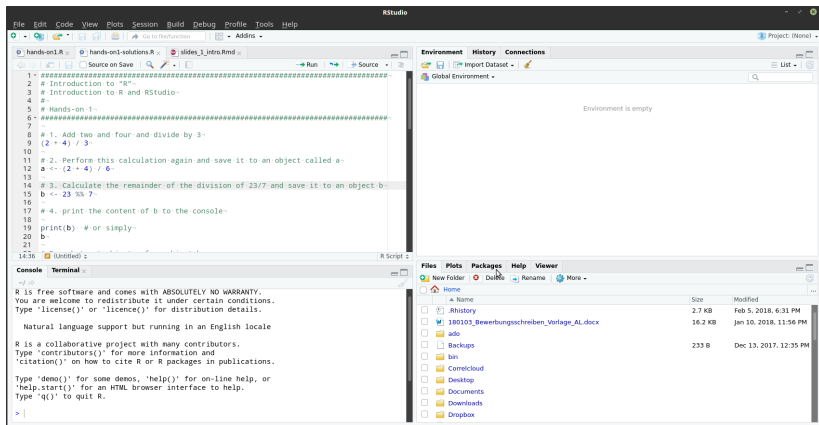 RStudio
File Edit Code View Plots Session Build Debug Profile Tools Help
Go to file/function Addins Project: (None)
hands-on1.R hands-on1-solutions.R slides_1_intro.Rmd
Source on Save Run Source
1 ################################################################################
2 # Introduction to "R"
3 # Introduction to R and RStudio
4 #
5 # Hands-on 1
6 ################################################################################
7
8 # 1. Add two and four and divide by 3
9 (2 + 4) / 3
10
11 # 2. Perform this calculation again and save it to an object called a
12 a <- (2 + 4) / 6
13
14 # 3. Calculate the remainder of the division of 23/7 and save it to an object b
15 b <- 23 %% 7
16
17 # 4. print the content of b to the console
18
19 print(b) # or simply
20 b
21
14:36 (Untitled) R Script
Console Terminal
~/
R is free software and comes with ABSOLUTELY NO WARRANTY.
You are welcome to redistribute it under certain conditions.
Type 'license()' or 'licence()' for distribution details.
Natural language support but running in an English locale
R is a collaborative project with many contributors.
Type 'contributors()' for more information and
'citation()' on how to cite R or R packages in publications.
Type 'demo()' for some demos, 'help()' for on-line help, or
'help.start()' for an HTML browser interface to help.
Type 'q()' to quit R.
>
Environment History Connections
Import Dataset List
Global Environment
Environment is empty
Files Plots Packages Help Viewer
New Folder Delete Rename More
Home ...
Name Size Modified
.Rhistory 2.7 KB Feb 5, 2018, 6:31 PM
180103_Bewerbungsschreiben_Vorlage_AL.docx 16.2 KB Jan 10, 2018, 11:56 PM
ado
Backups 233 B Dec 13, 2017, 12:35 PM
bin
Correlcloud
Desktop
Documents
Downloads
Dropbox